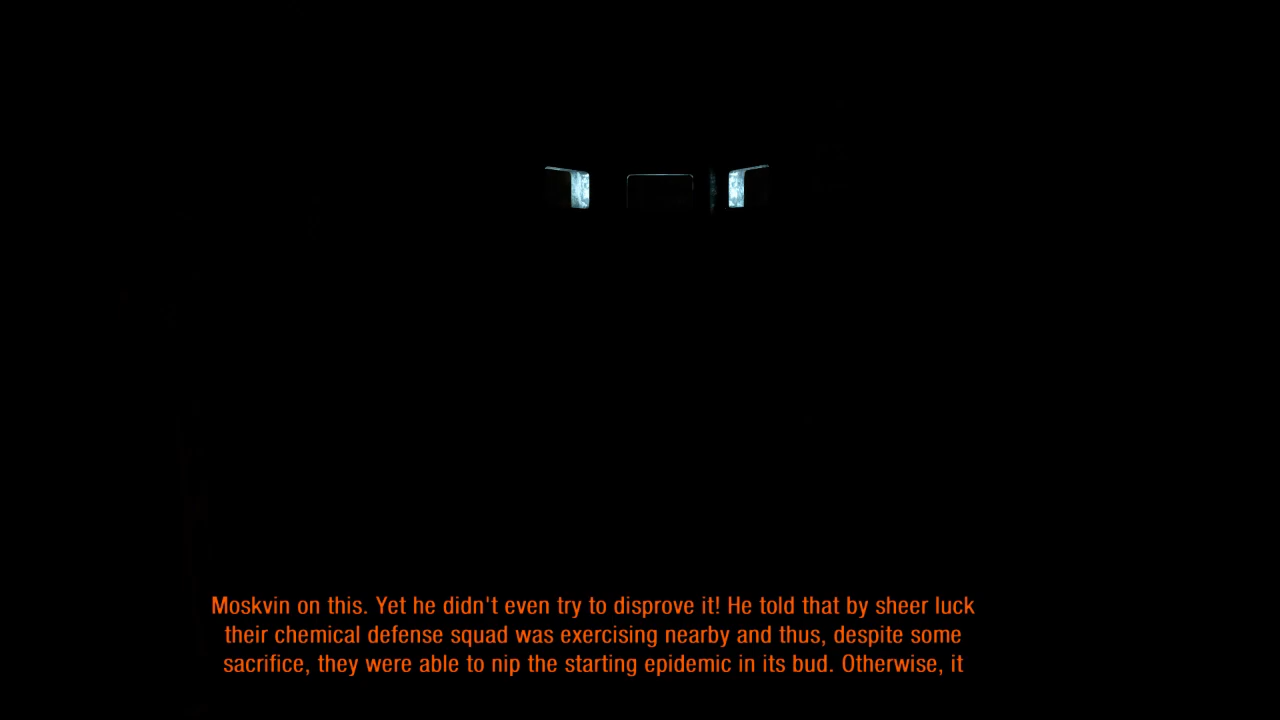 Moskvin on this. Yet he didn't even try to disprove it! He told that by sheer luck
their chemical defense squad was exercising nearby and thus, despite some
sacrifice, they were able to nip the starting epidemic in its bud. Otherwise, it